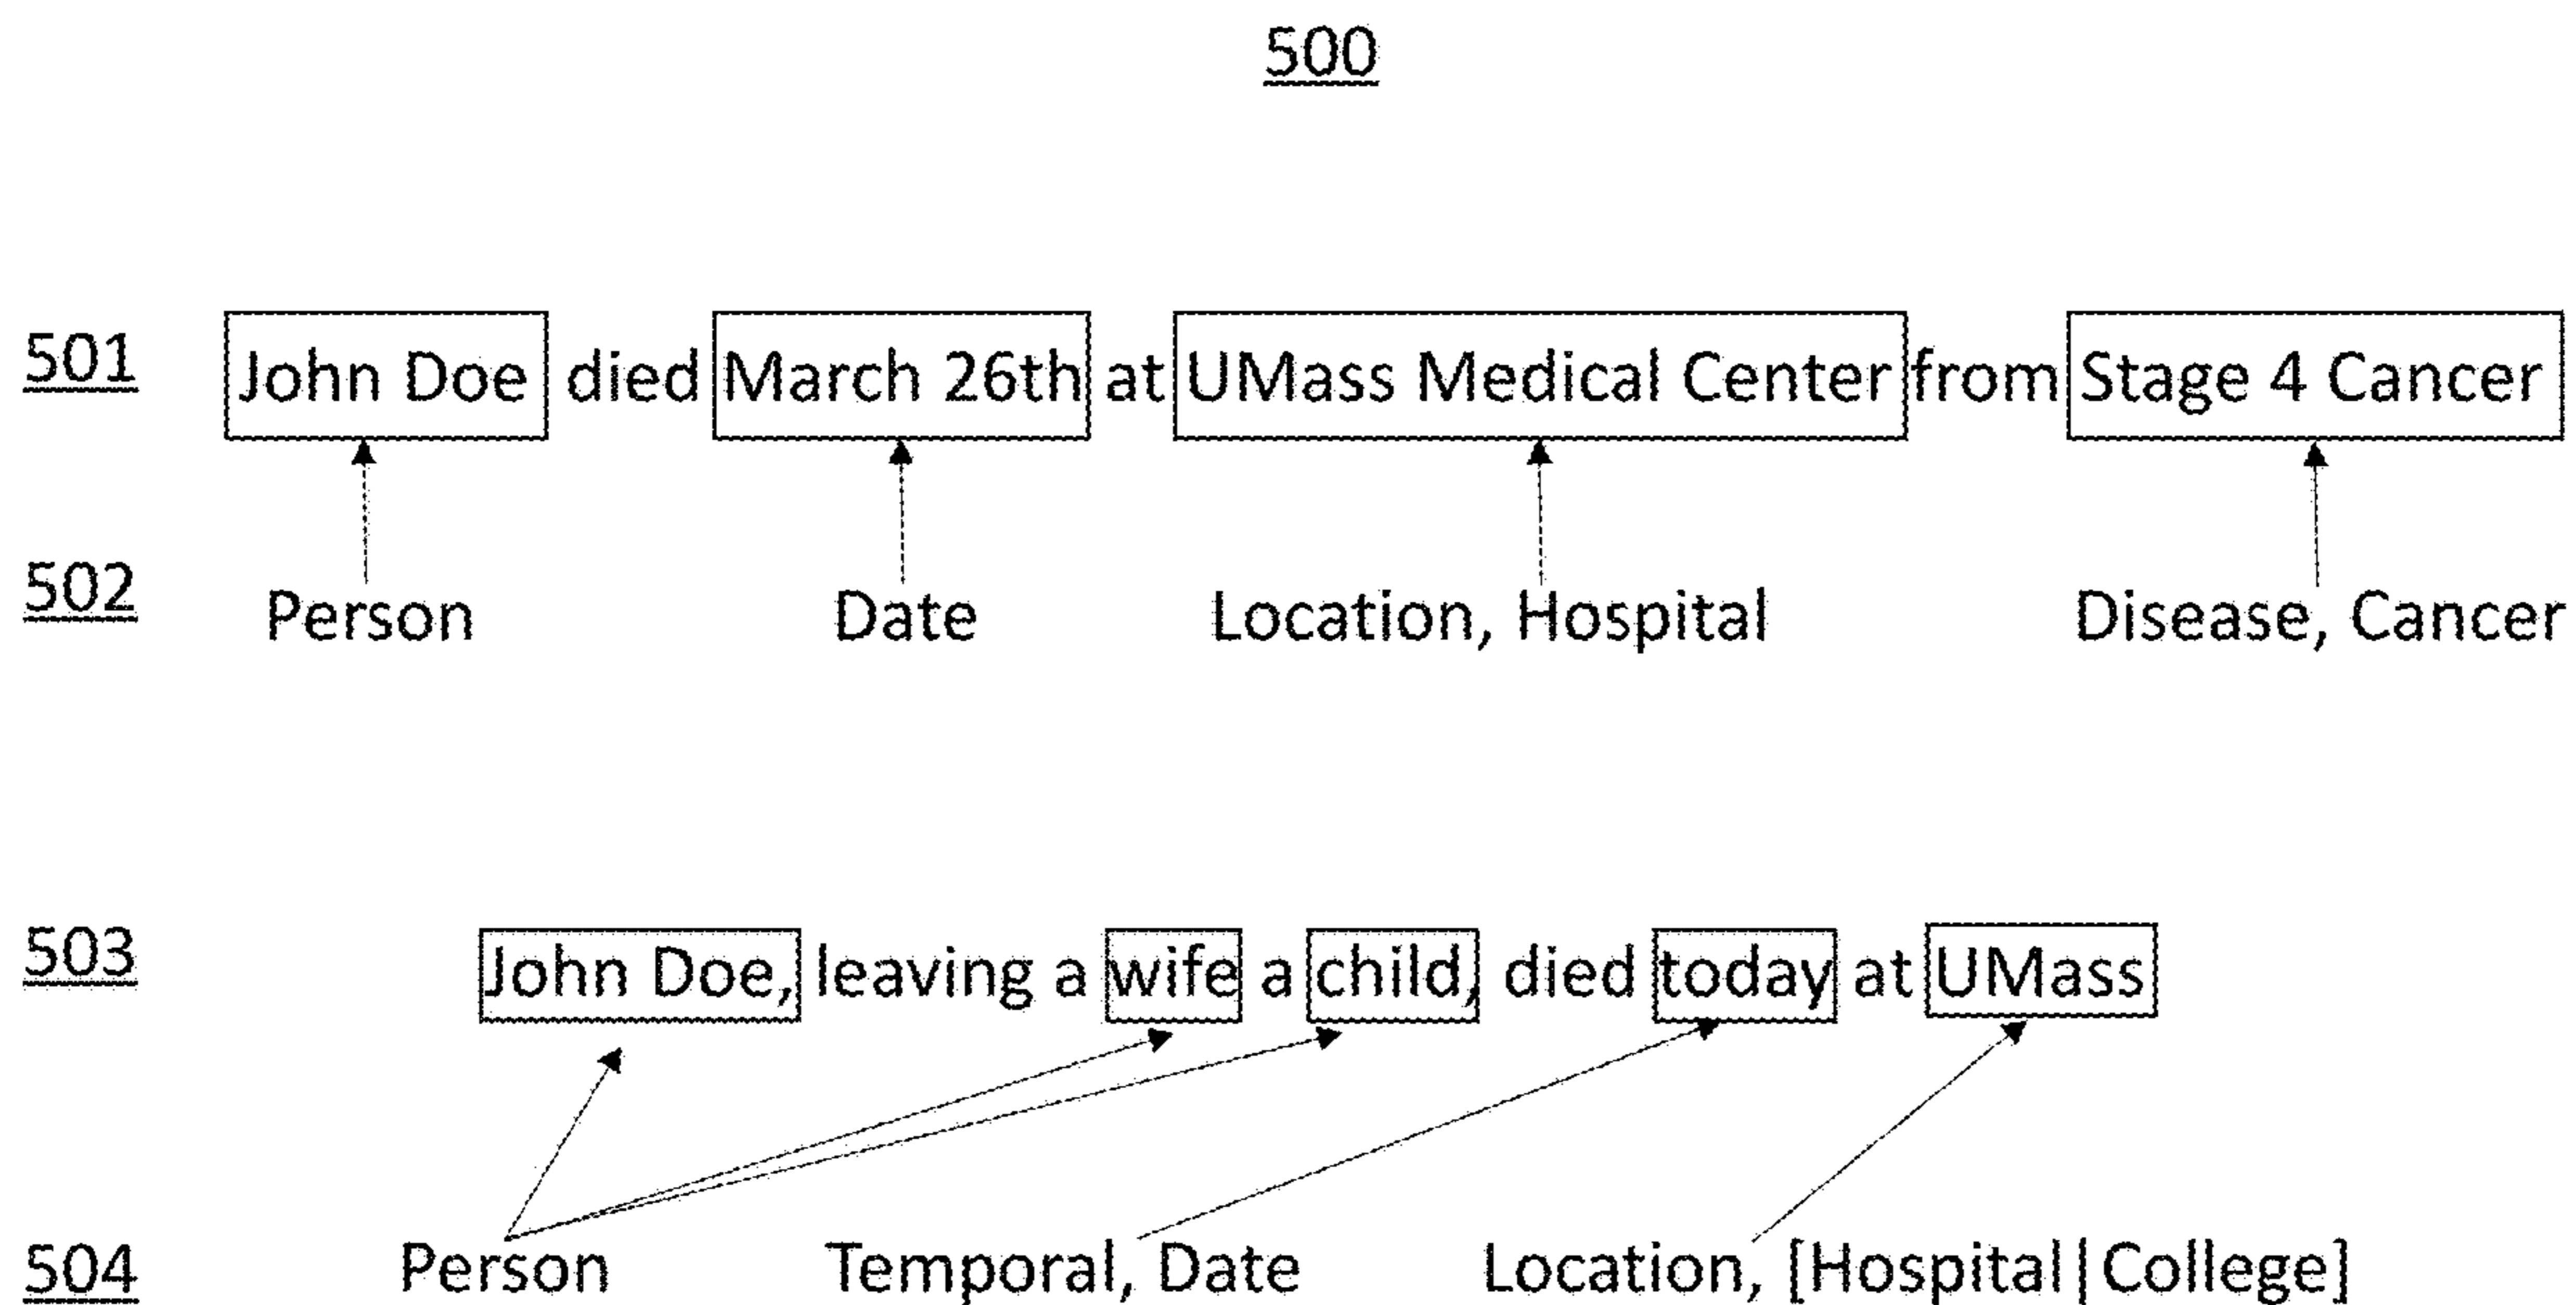 500
501 John Doe died March 26th at UMass Medical Center from Stage 4 Cancer
502 Person Date Location, Hospital Disease, Cancer
503 John Doe, leaving a wife a child, died today at UMass
504 Person Temporal, Date Location, [Hospital|College]